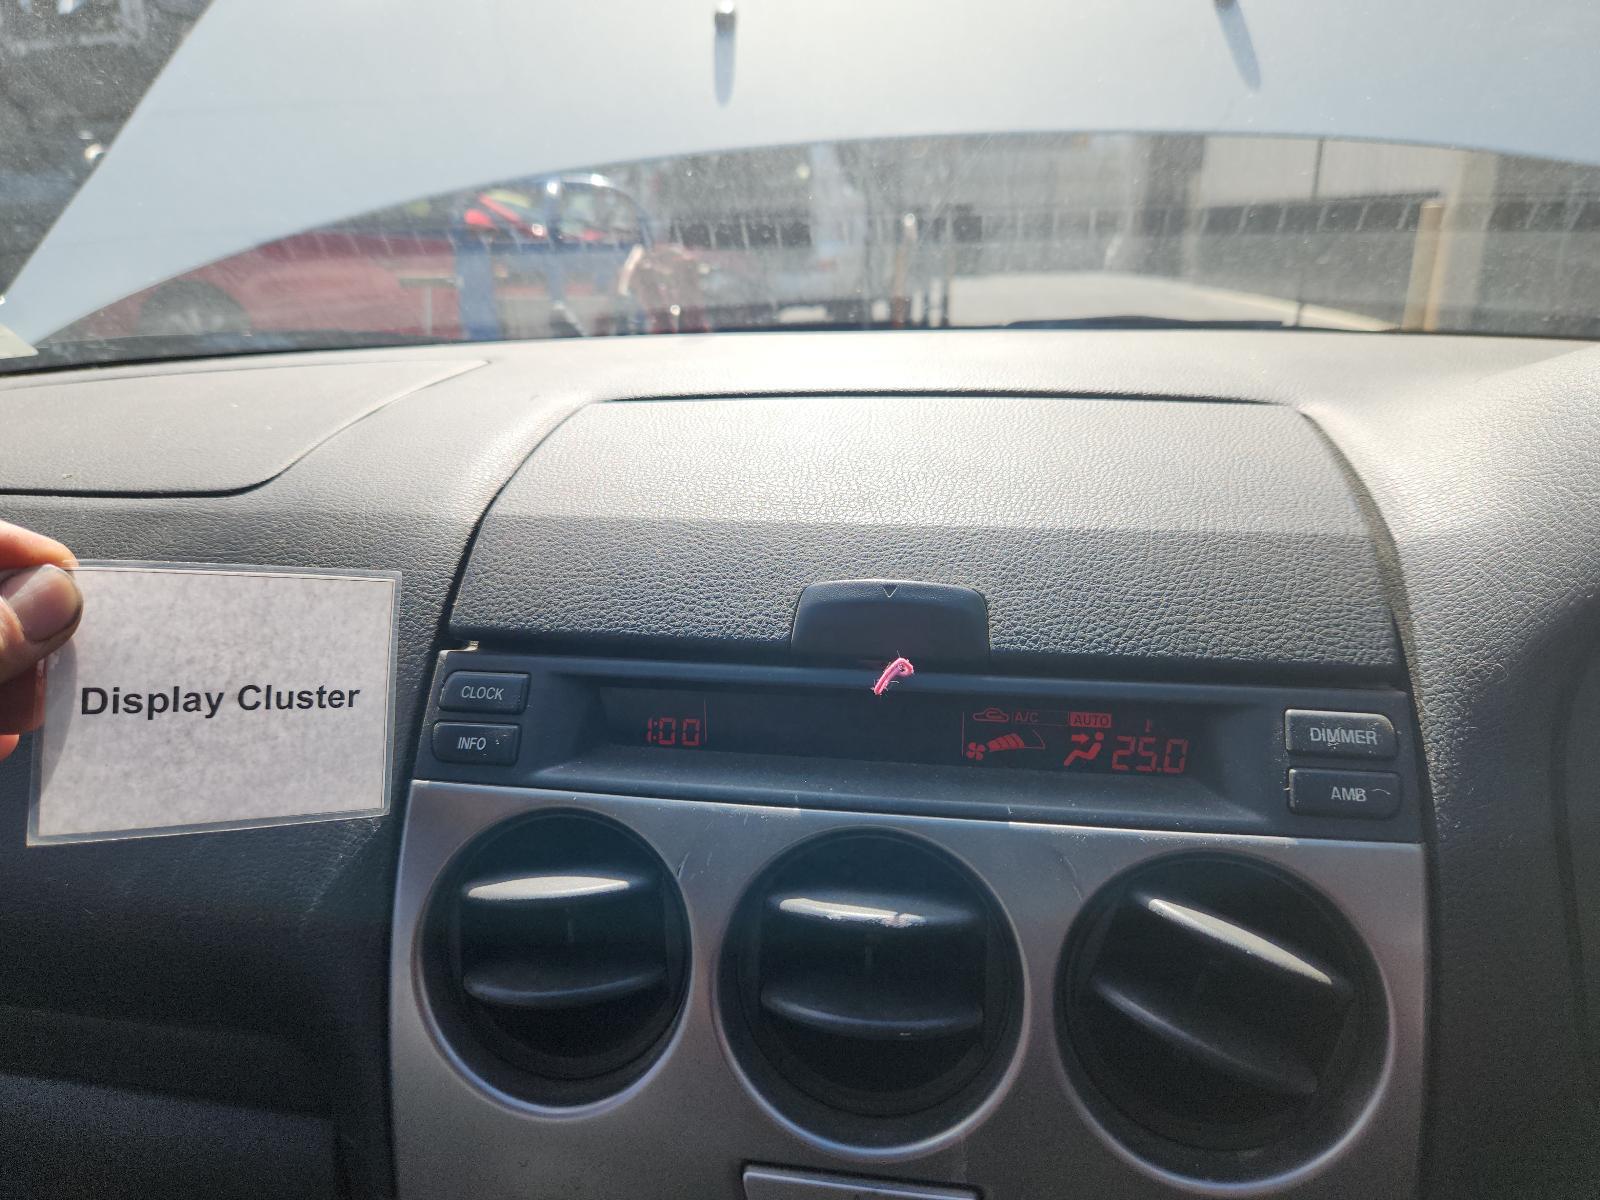 Display Cluster
CLOCK
INFO
1:00
A/C AUTO
25.0
DIMMER
AMB